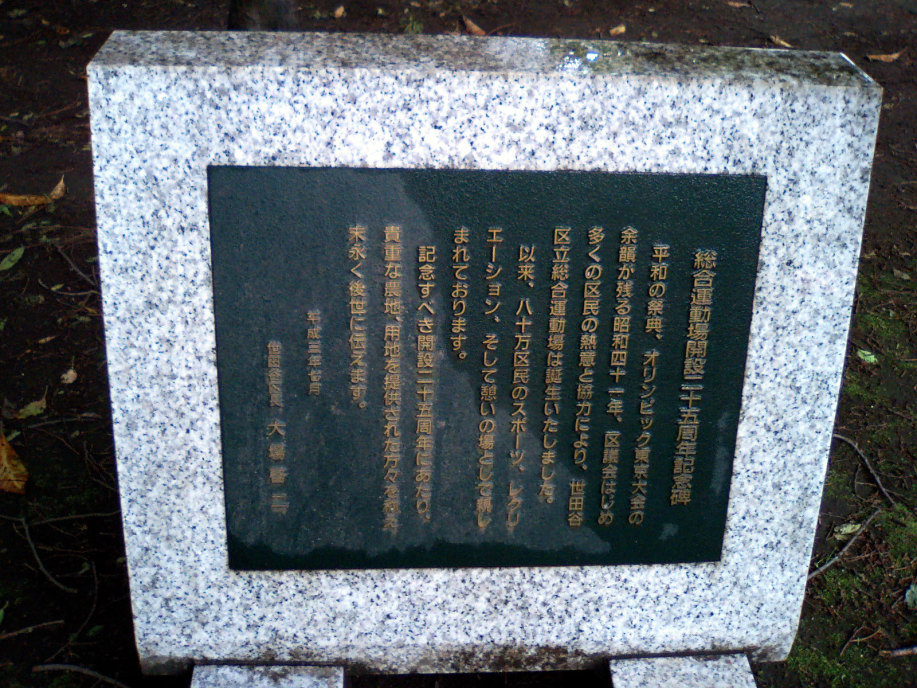 総合運動場開設二十五周年記念碑
平和の祭典、オリンピック東京大会の
余韻が残る昭和四十一年、区議会はじめ
多くの区民の熱意と協力により、世田谷
区立総合運動場は誕生いたしました。
以来、八十万区民のスポーツ、レクリ
エーション、そして憩いの場として親し
まれております。
記念すべき開設二十五周年にあたり、
貴重な農地・用地を提供された方々を
末永く後世に伝えます。
平成三年十月
世田谷区長 大場啓二